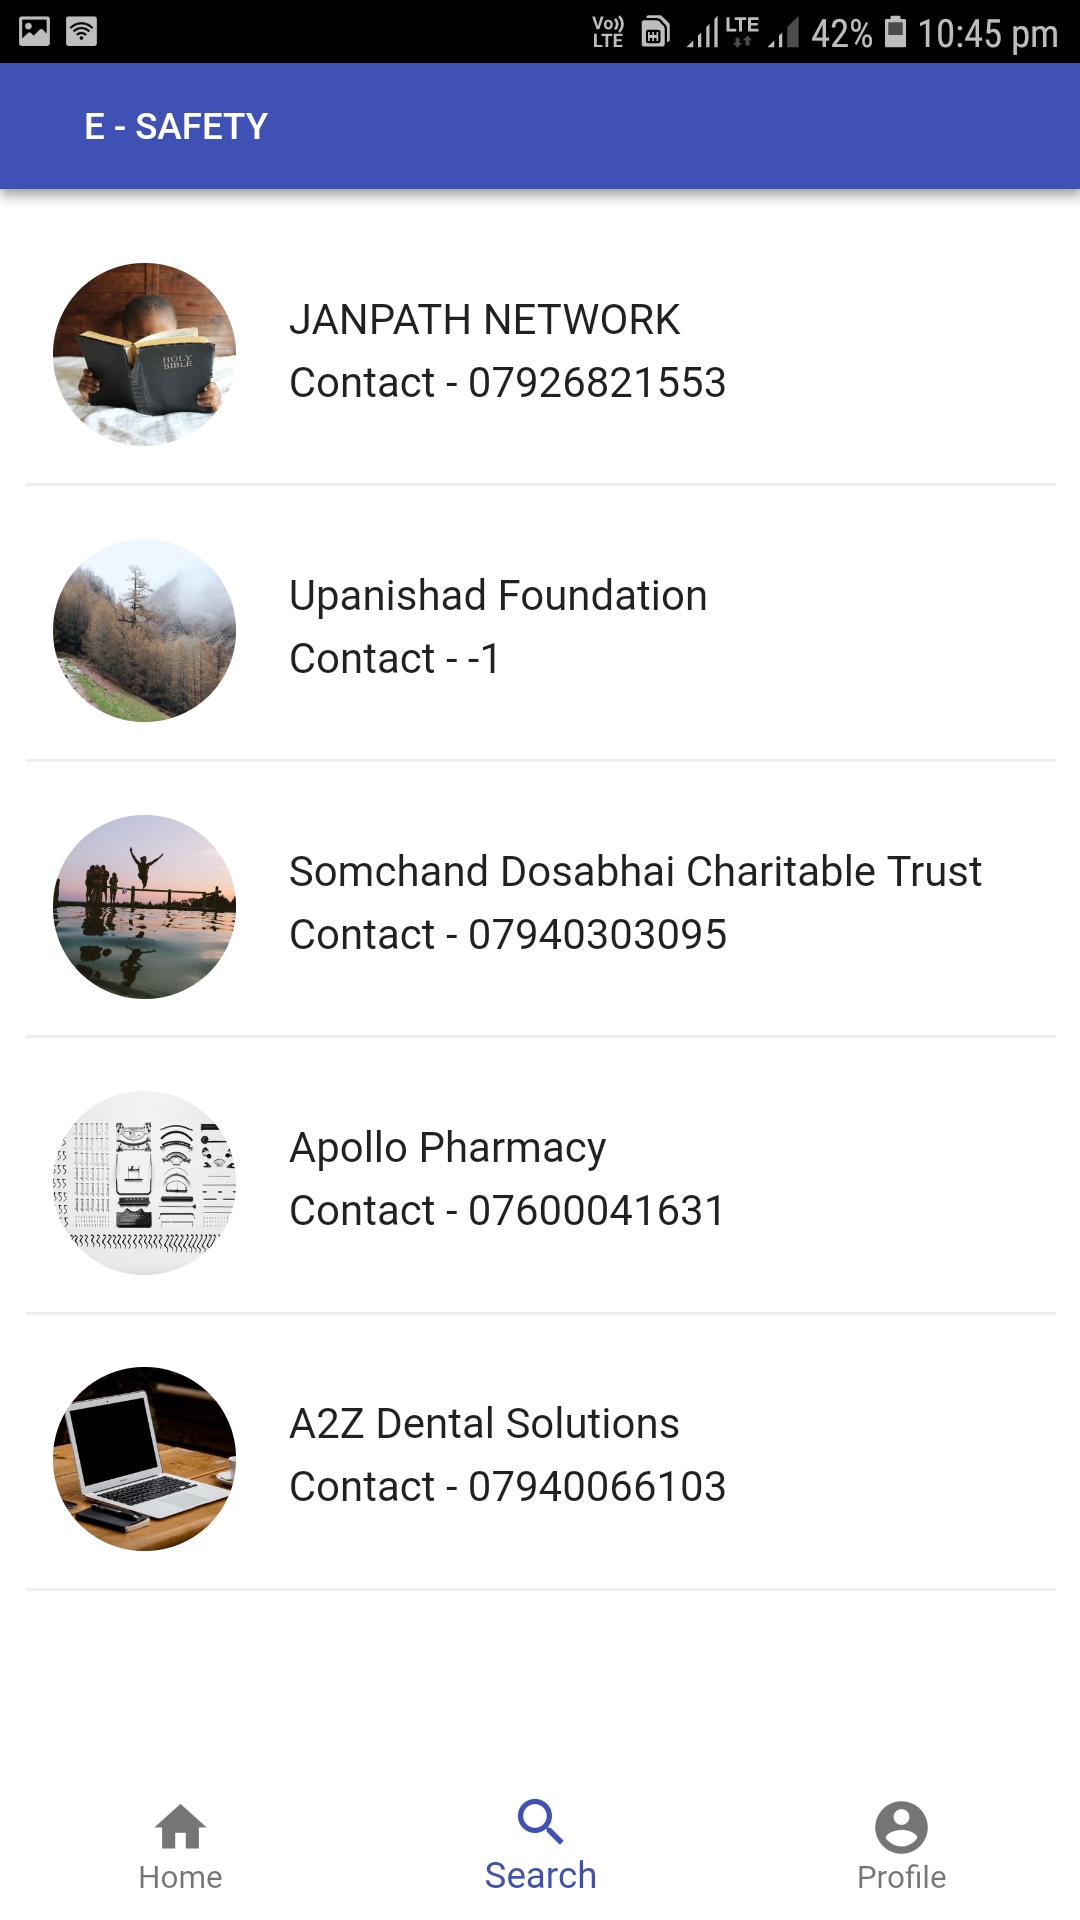 Vo)) LTE LTE 42% 10:45 pm
E - SAFETY
HOLY
BIBLE
JANPATH NETWORK
Contact - 07926821553
Upanishad Foundation
Contact - -1
Somchand Dosabhai Charitable Trust
Contact - 07940303095
Apollo Pharmacy
Contact - 07600041631
A2Z Dental Solutions
Contact - 07940066103
Home Search Profile